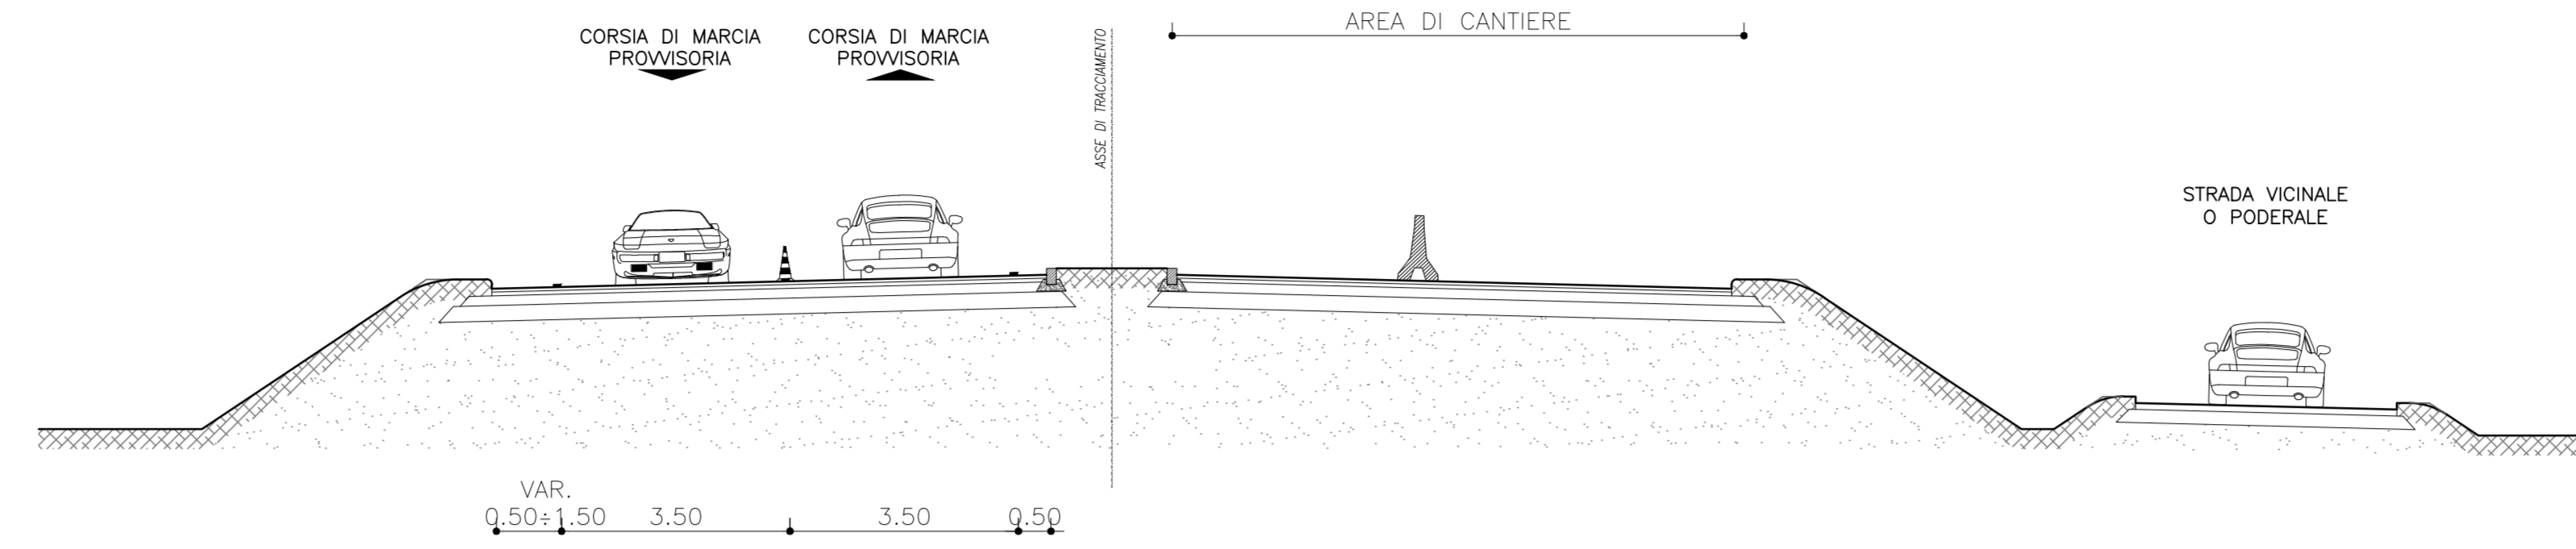 AREA DI CANTIERE
CORSIA DI MARCIA
PROVVISORIA
CORSIA DI MARCIA
PROVVISORIA
ASSE DI TRACCIAMENTO
STRADA VICINALE
O PODERALE
VAR.
0.50÷1.50 3.50 3.50 0.50